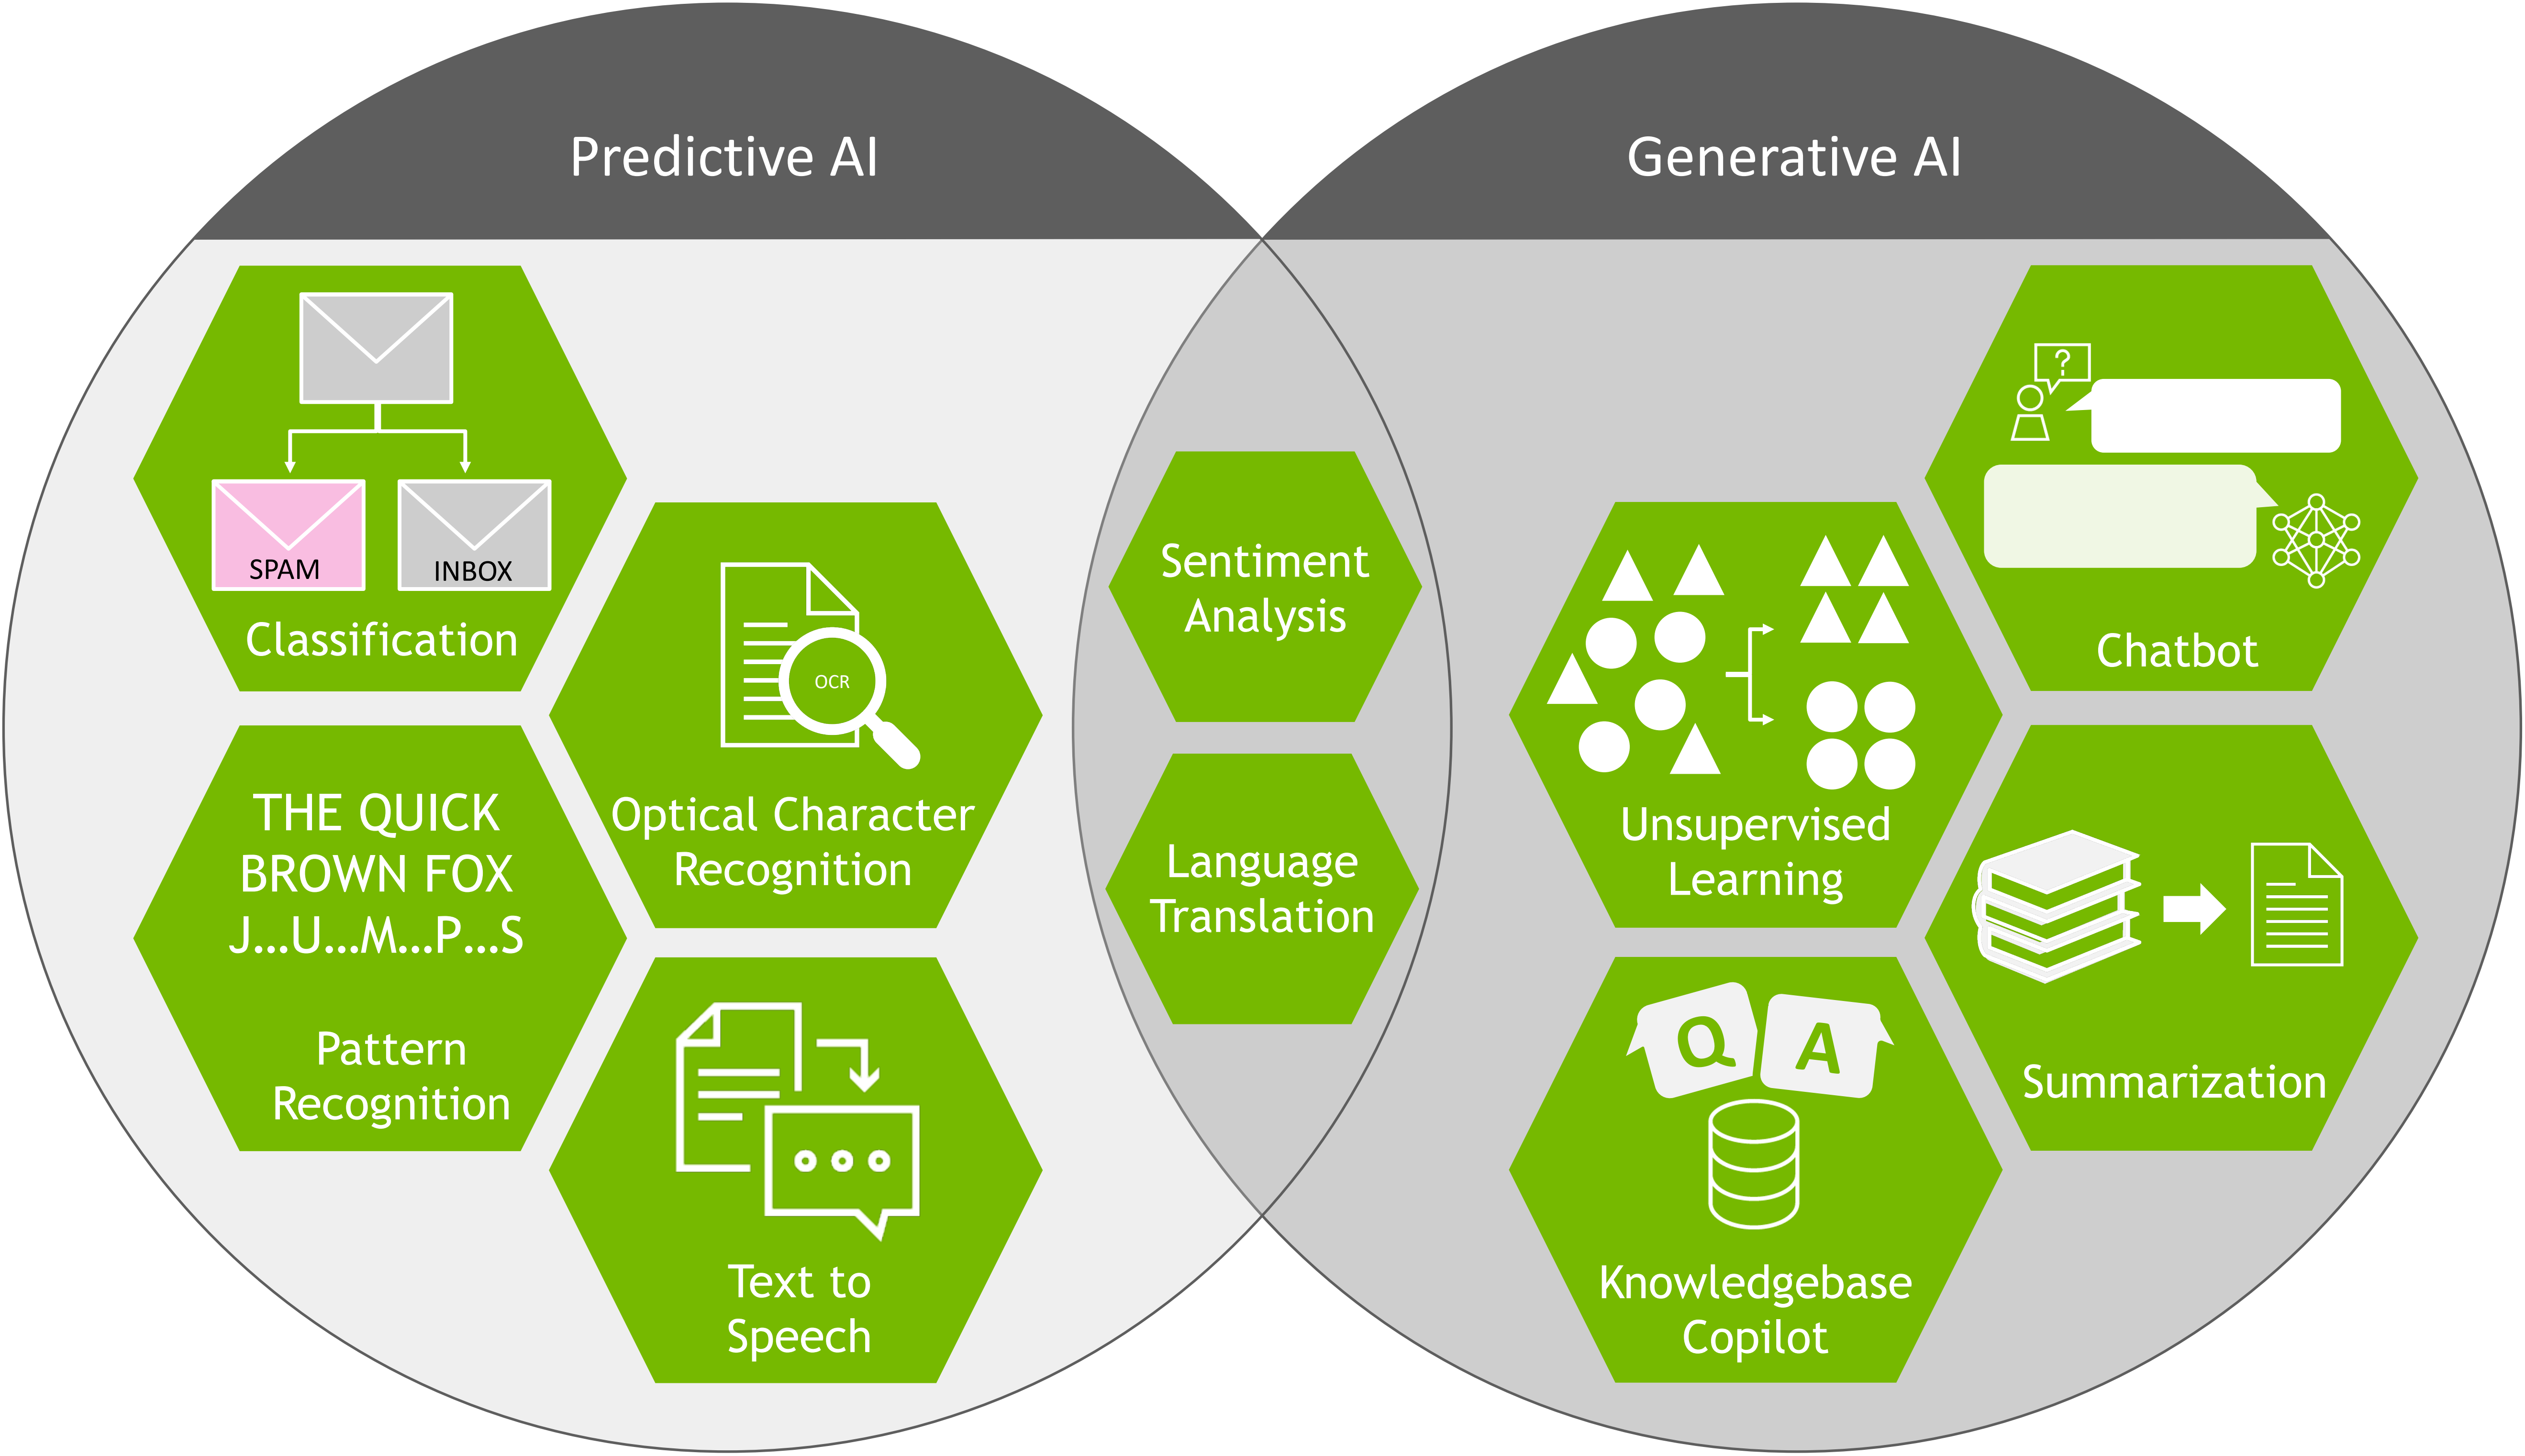 Predictive AI
Generative AI
SPAM
INBOX
Classification
OCR
Optical Character
Recognition
THE QUICK
BROWN FOX
J...U...M...P...S
Pattern
Recognition
Text to
Speech
Sentiment
Analysis
Language
Translation
?
Chatbot
Unsupervised
Learning
Summarization
Q A
Knowledgebase
Copilot